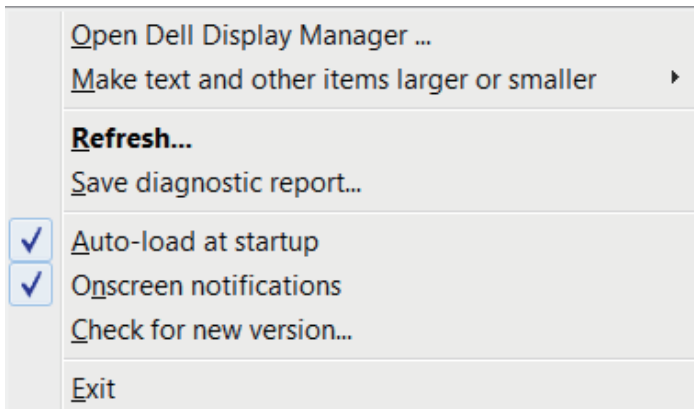 Open Dell Display Manager ...
Make text and other items larger or smaller
Refresh...
Save diagnostic report...
Auto-load at startup
Onscreen notifications
Check for new version...
Exit